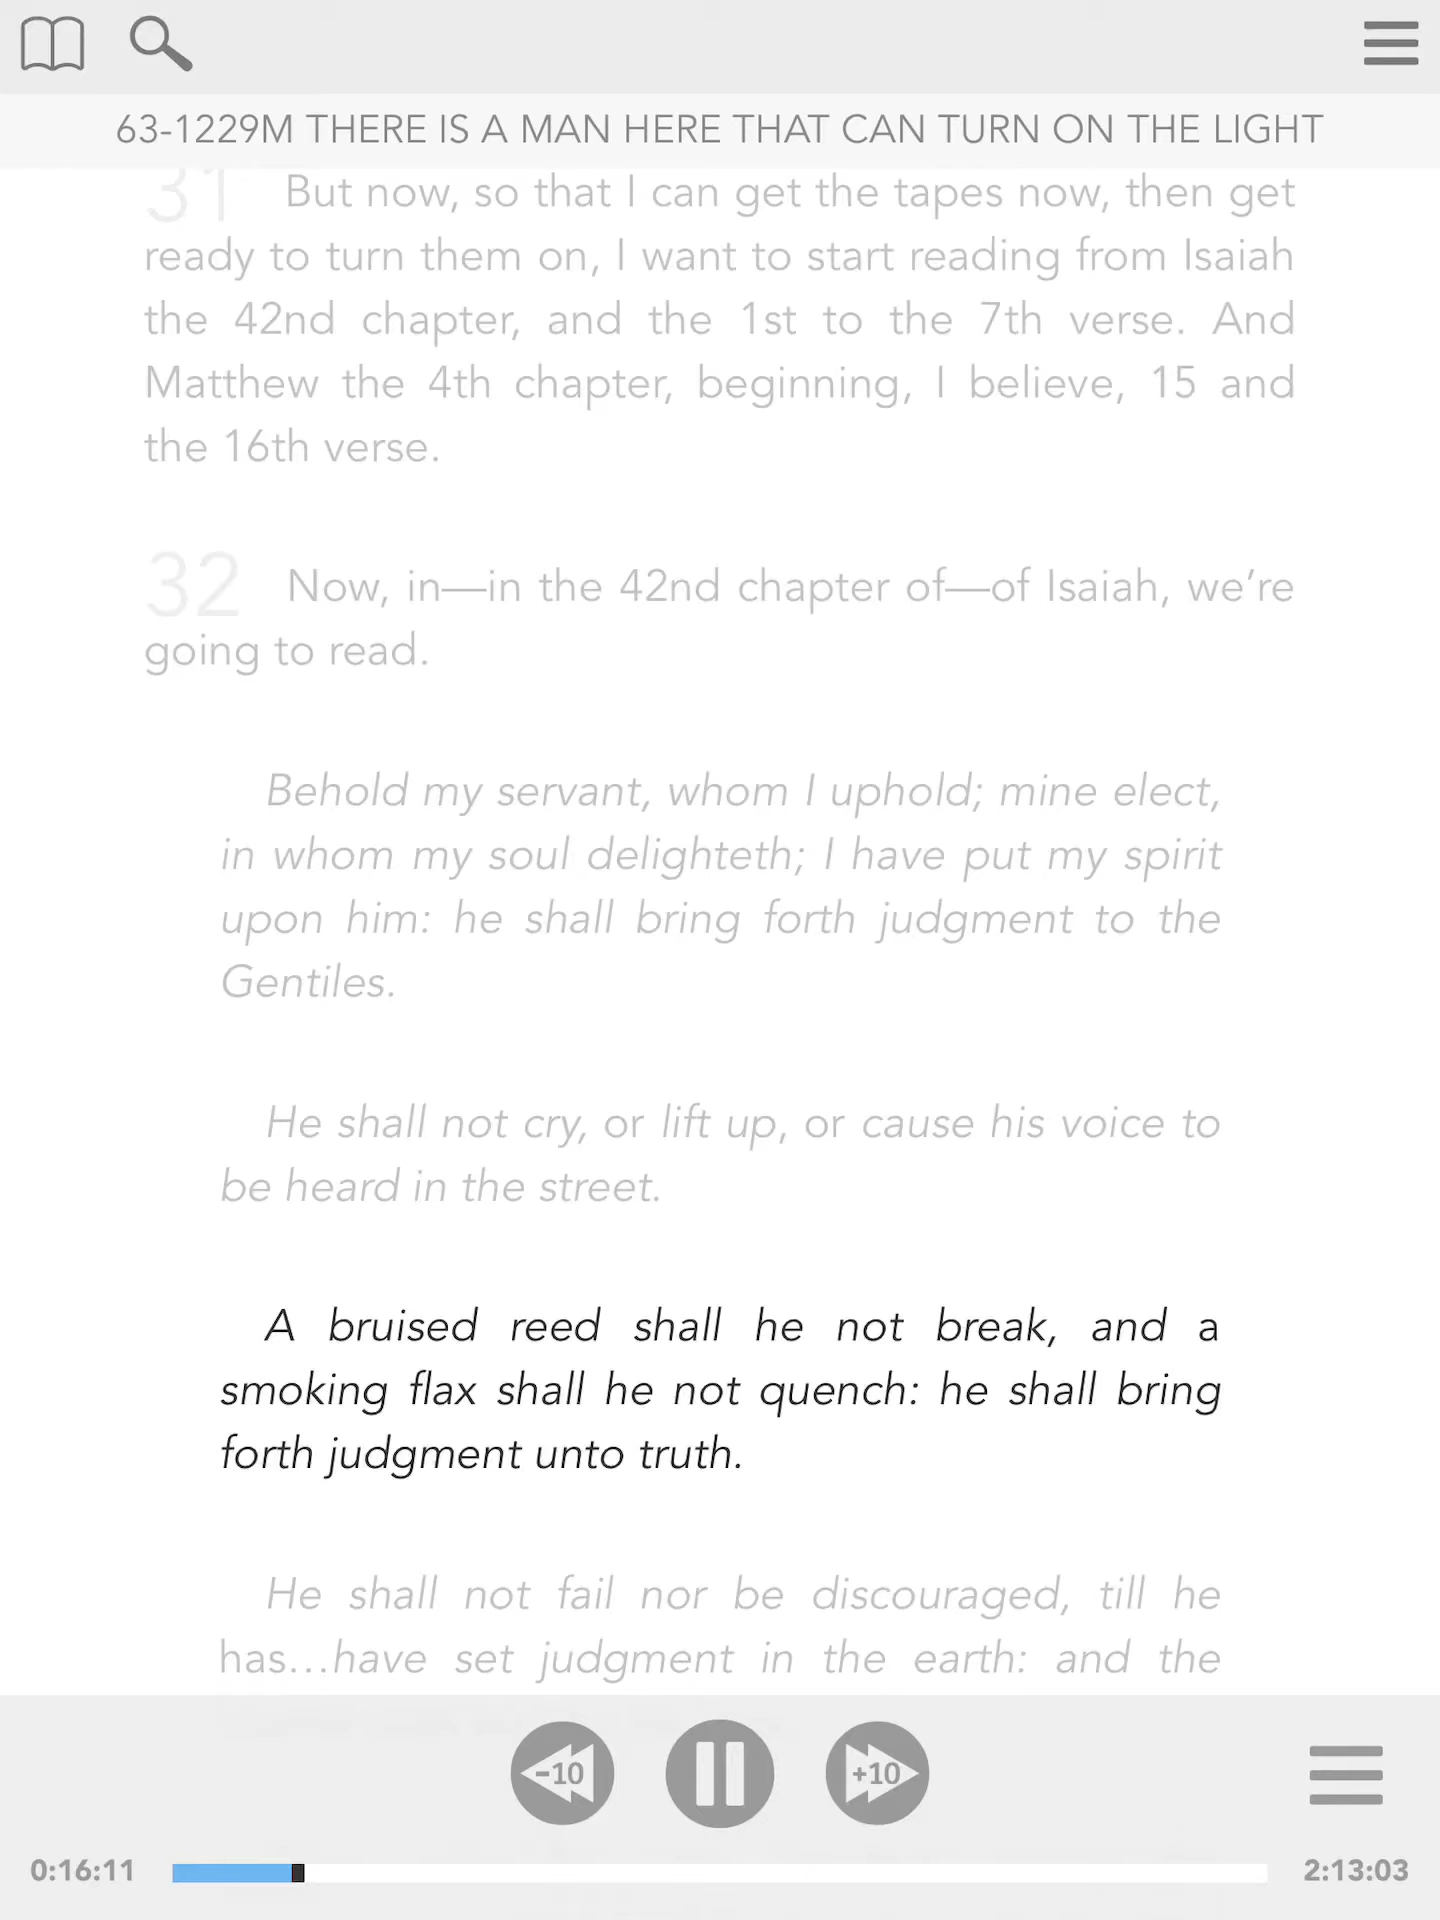 63-1229M THERE IS A MAN HERE THAT CAN TURN ON THE LIGHT
31 But now, so that I can get the tapes now, then get
ready to turn them on, I want to start reading from Isaiah
the 42nd chapter, and the 1st to the 7th verse. And
Matthew the 4th chapter, beginning, I believe, 15 and
the 16th verse.
32 Now, in—in the 42nd chapter of—of Isaiah, we’re
going to read.
Behold my servant, whom I uphold; mine elect,
in whom my soul delighteth; I have put my spirit
upon him: he shall bring forth judgment to the
Gentiles.
He shall not cry, or lift up, or cause his voice to
be heard in the street.
A bruised reed shall he not break, and a
smoking flax shall he not quench: he shall bring
forth judgment unto truth.
He shall not fail nor be discouraged, till he
has…have set judgment in the earth: and the
-10 +10
0:16:11 2:13:03